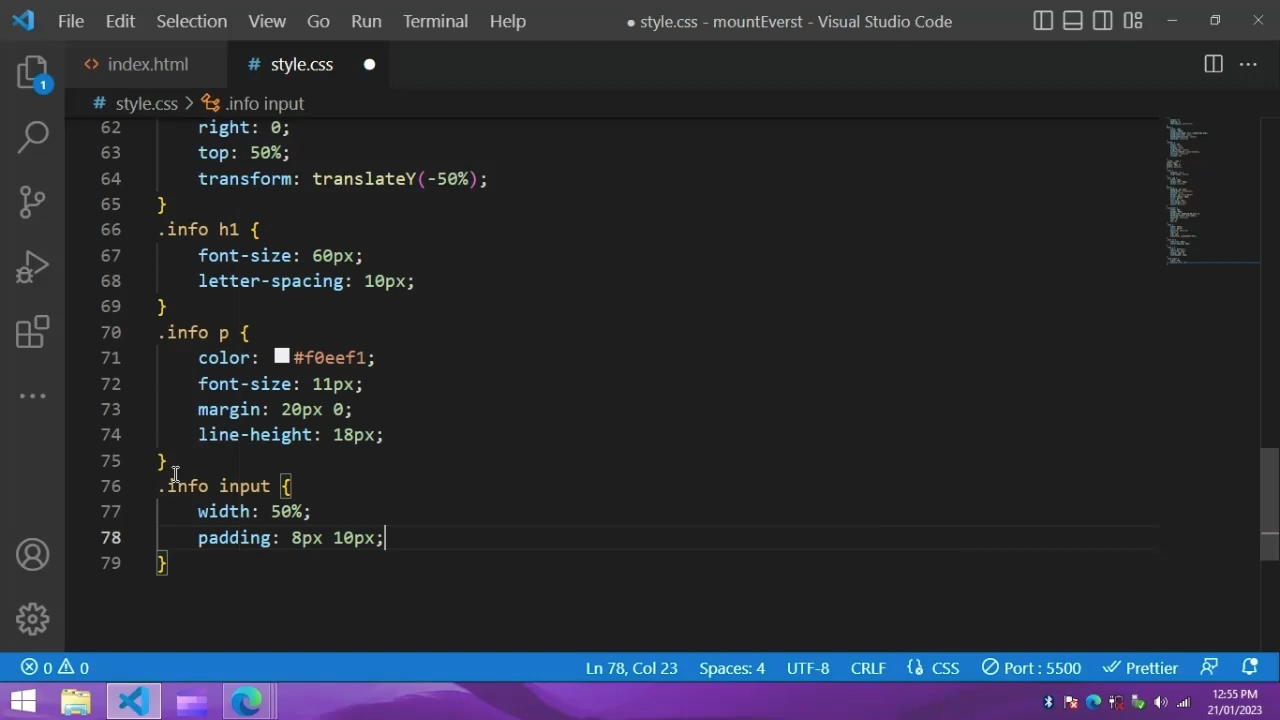 File Edit Selection View Go Run Terminal Help ● style.css - mountEverst - Visual Studio Code
<> index.html # style.css ●
1
# style.css > .info input
62 right: 0;
63 top: 50%;
64 transform: translateY(-50%);
65 }
66 .info h1 {
67 font-size: 60px;
68 letter-spacing: 10px;
69 }
70 .info p {
71 color: #f0eef1;
72 font-size: 11px;
73 margin: 20px 0;
74 line-height: 18px;
75 }
76 .info input {
77 width: 50%;
78 padding: 8px 10px;
79 }
0 0 Ln 78, Col 23 Spaces: 4 UTF-8 CRLF CSS Port : 5500 Prettier
12:55 PM
21/01/2023